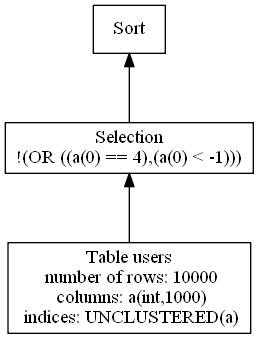 Sort
Selection
!(OR ((a(0) == 4),(a(0) < -1)))
Table users
number of rows: 10000
columns: a(int,1000)
indices: UNCLUSTERED(a)